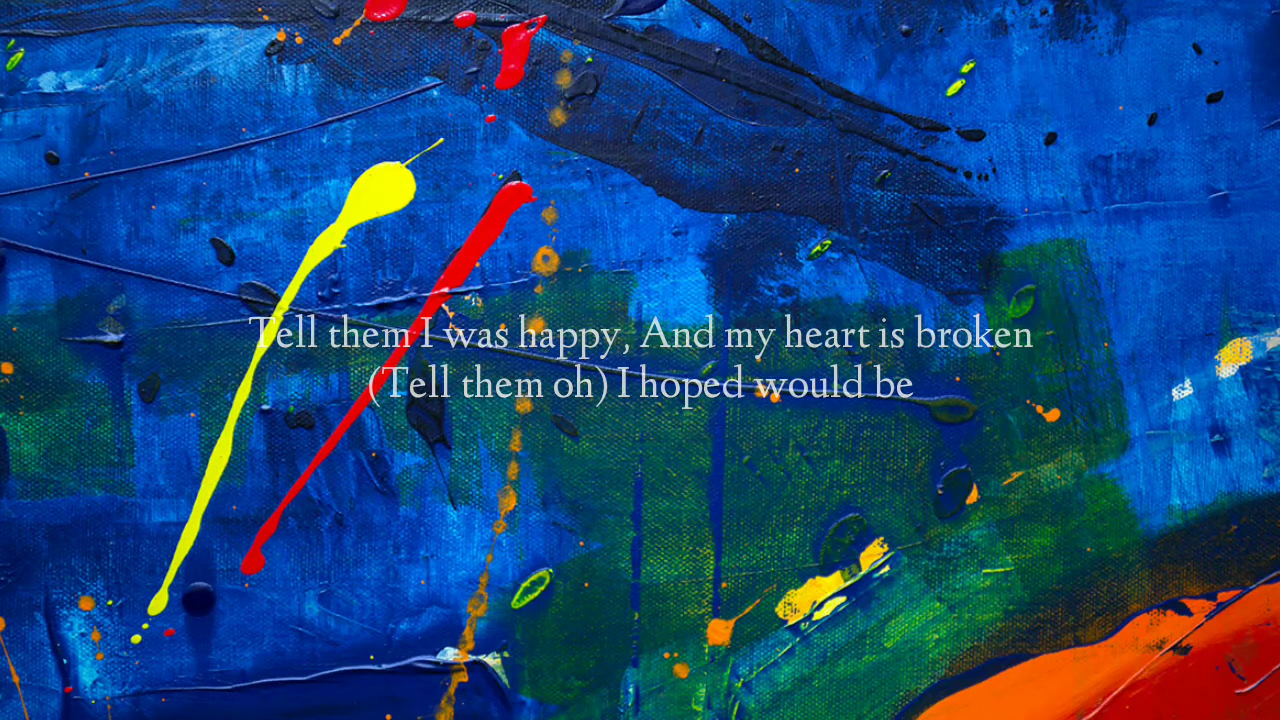 Tell them I was happy, And my heart is broken
(Tell them oh) I hoped would be